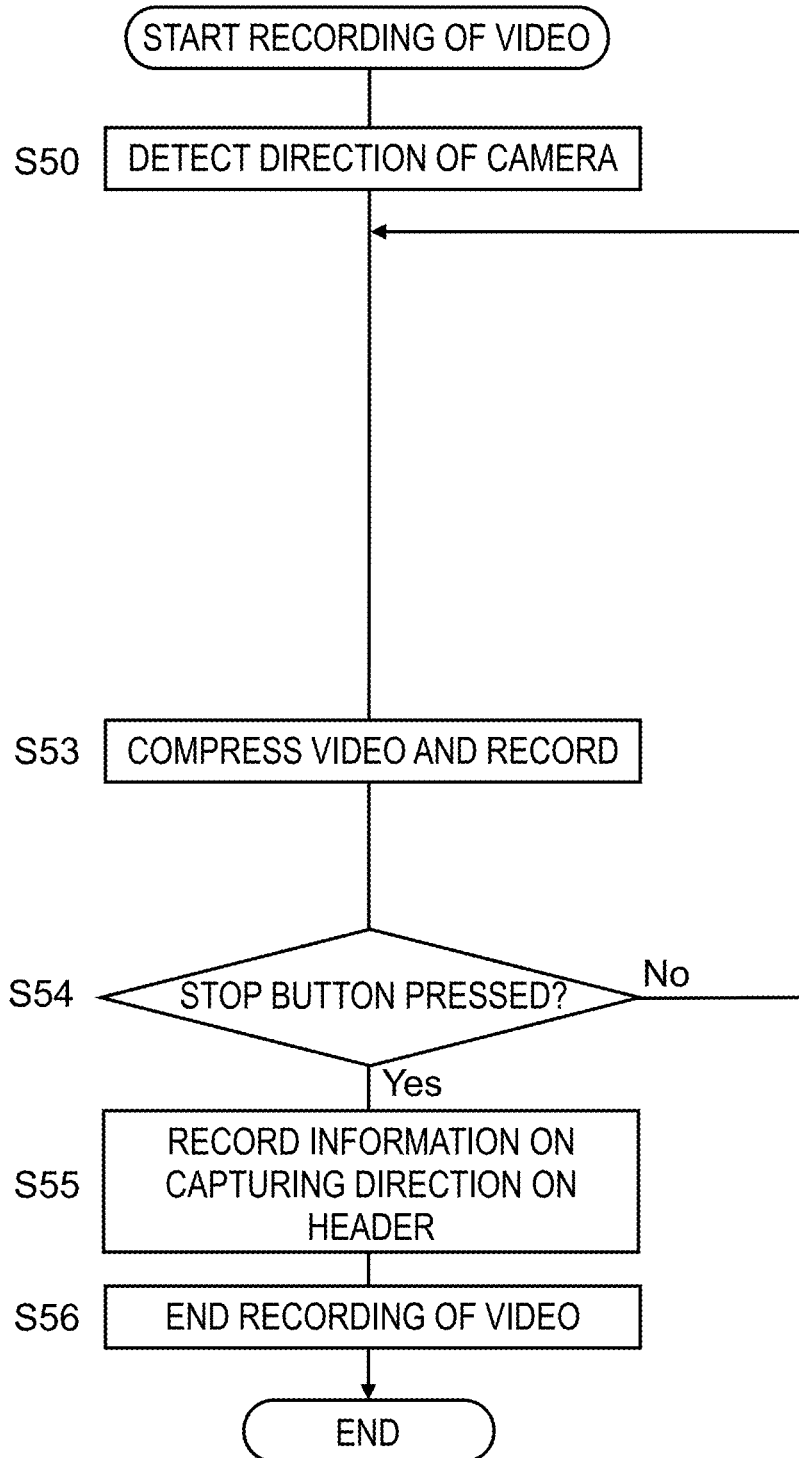 START RECORDING OF VIDEO
S50 DETECT DIRECTION OF CAMERA
S53 COMPRESS VIDEO AND RECORD
S54 STOP BUTTON PRESSED? No
Yes
RECORD INFORMATION ON
S55 CAPTURING DIRECTION ON
HEADER
S56 END RECORDING OF VIDEO
END